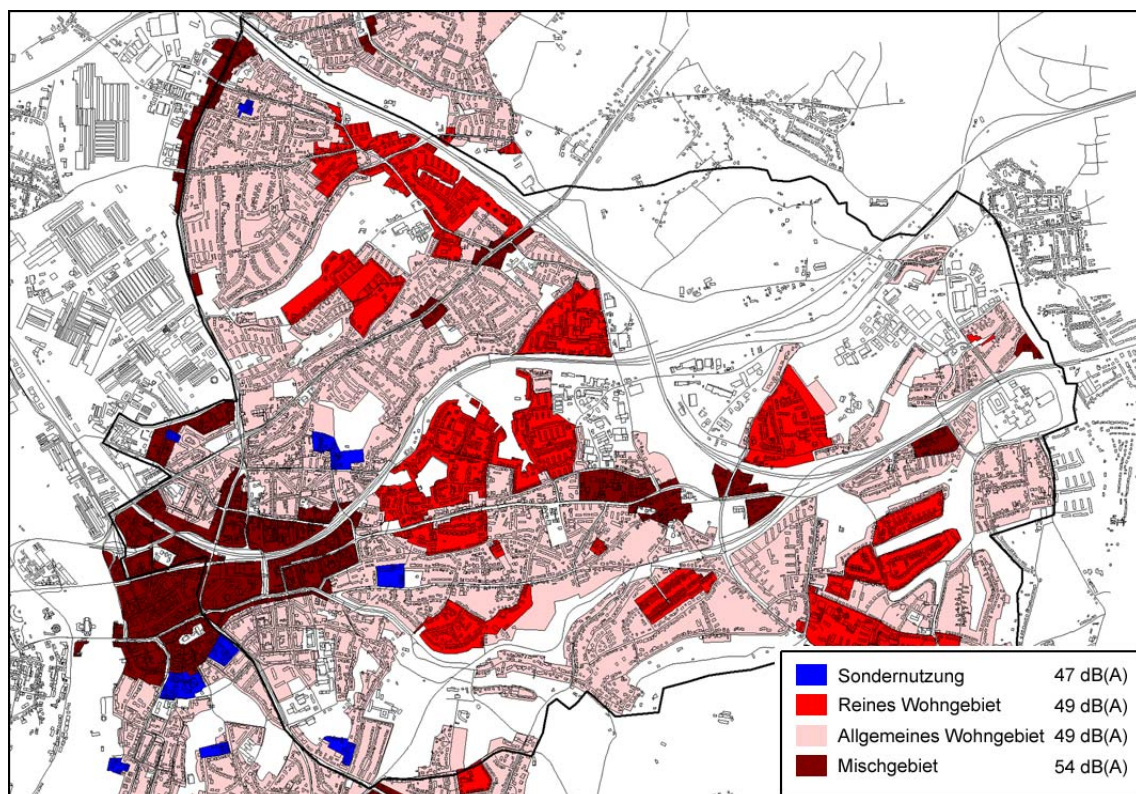 Sondernutzung 47 dB(A)
Reines Wohngebiet 49 dB(A)
Allgemeines Wohngebiet 49 dB(A)
Mischgebiet 54 dB(A)